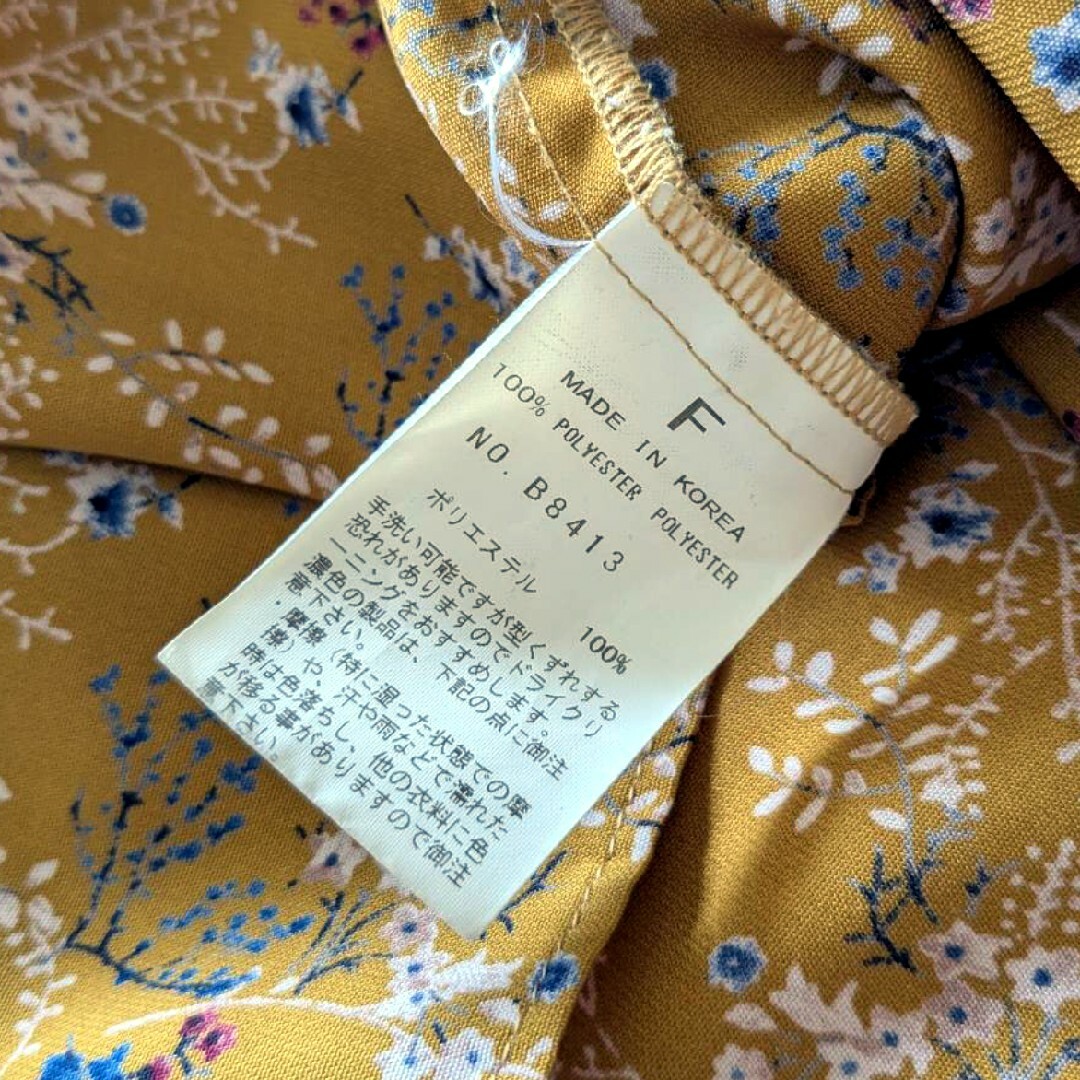 F
MADE IN KOREA
100% POLYESTER POLYESTER
NO. B8413
ポリエステル 100%
手洗い可能ですが型くずれする
恐れがありますのでドライクリ
ーニングをおすすめします。
濃色の製品は、下記の点に御注
意下さい。
・摩擦(特に湿った状態での摩
擦)や、汗や雨などで濡れた
時は色落ちし、他の衣料に色
が移る事がありますので御注
意下さい。